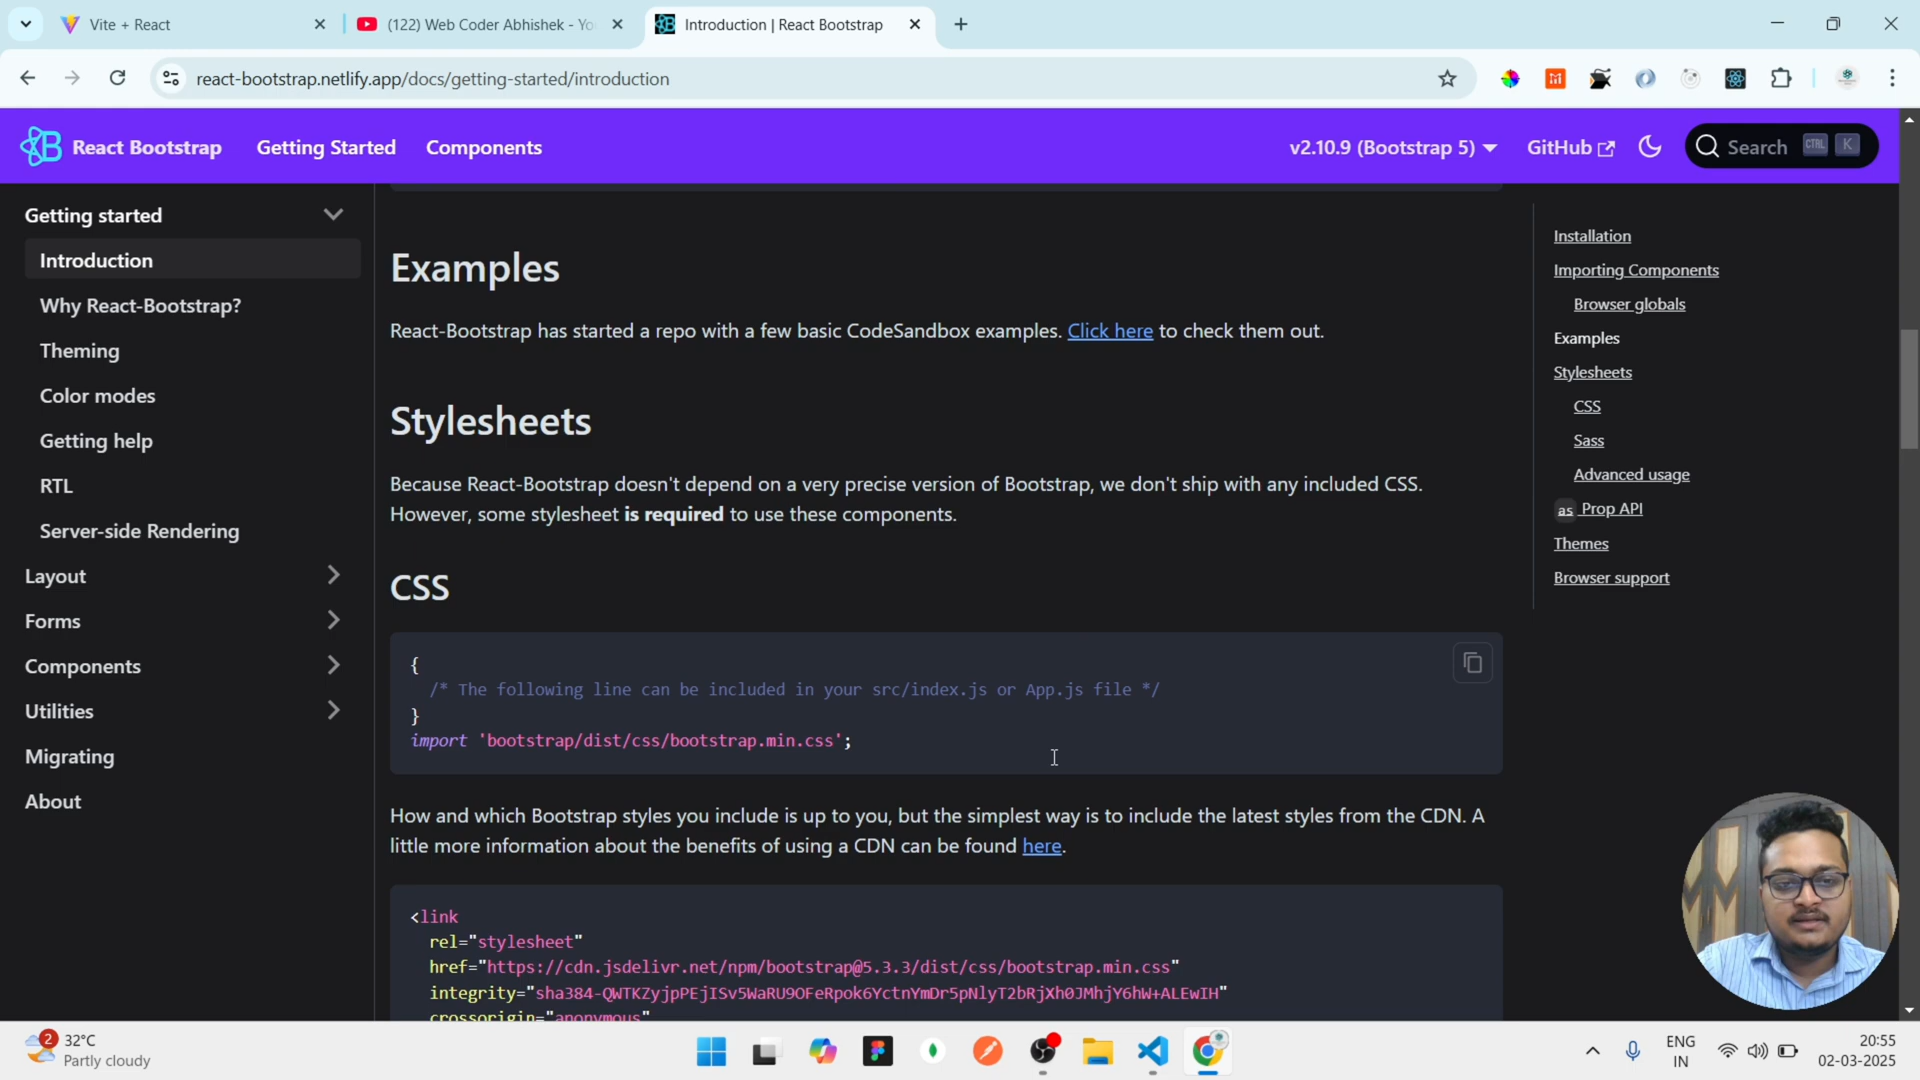 Vite + React
(122) Web Coder Abhishek - Yo
Introduction | React Bootstrap
react-bootstrap.netlify.app/docs/getting-started/introduction
React Bootstrap
Getting Started
Components
v2.10.9 (Bootstrap 5)
GitHub
Search CTRL K
Getting started
Introduction
Why React-Bootstrap?
Theming
Color modes
Getting help
RTL
Server-side Rendering
Layout
Forms
Components
Utilities
Migrating
About
Examples
React-Bootstrap has started a repo with a few basic CodeSandbox examples. Click here to check them out.
Stylesheets
Because React-Bootstrap doesn't depend on a very precise version of Bootstrap, we don't ship with any included CSS.
However, some stylesheet is required to use these components.
CSS
{
/* The following line can be included in your src/index.js or App.js file */
}
import 'bootstrap/dist/css/bootstrap.min.css';
How and which Bootstrap styles you include is up to you, but the simplest way is to include the latest styles from the CDN. A
little more information about the benefits of using a CDN can be found here.
<link
rel="stylesheet"
href="https://cdn.jsdelivr.net/npm/bootstrap@5.3.3/dist/css/bootstrap.min.css"
integrity="sha384-QWTKZyjpPEjISv5WaRU9OFeRpok6YctnYmDr5pNlyT2bRjXh0JMhjY6hW+ALEwIH"
crossorigin="anonymous"
Installation
Importing Components
Browser globals
Examples
Stylesheets
CSS
Sass
Advanced usage
as Prop API
Themes
Browser support
2
32°C
Partly cloudy
ENG
IN
20:55
02-03-2025